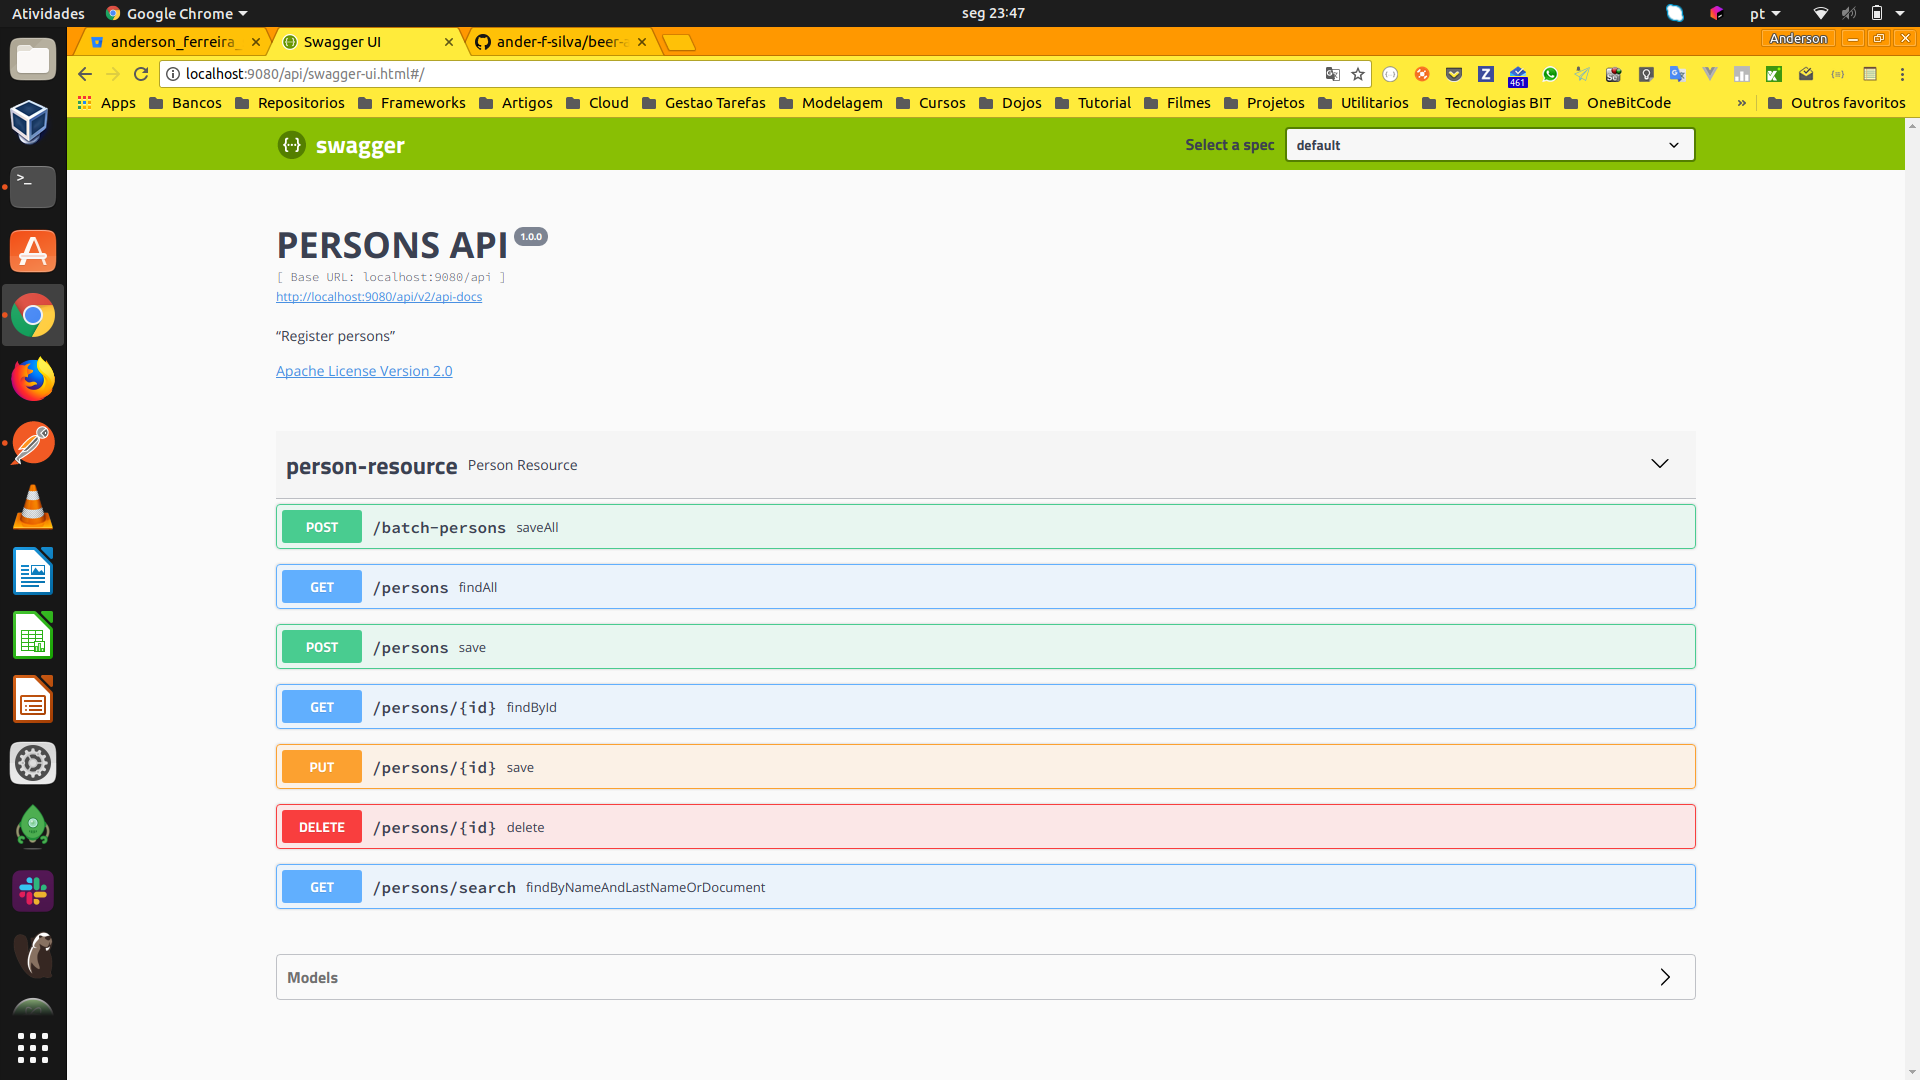 Atividades Google Chrome seg 23:47 pt
anderson_ferreira_ Swagger UI ander-f-silva/beer-a Anderson
localhost:9080/api/swagger-ui.html#/ 461
Apps Bancos Repositorios Frameworks Artigos Cloud Gestao Tarefas Modelagem Cursos Dojos Tutorial Filmes Projetos Utilitarios Tecnologias BIT OneBitCode » Outros favoritos
{···} swagger Select a spec default
PERSONS API 1.0.0
[ Base URL: localhost:9080/api ]
http://localhost:9080/api/v2/api-docs
“Register persons”
Apache License Version 2.0
person-resource Person Resource
POST /batch-persons saveAll
GET /persons findAll
POST /persons save
GET /persons/{id} findById
PUT /persons/{id} save
DELETE /persons/{id} delete
GET /persons/search findByNameAndLastNameOrDocument
Models